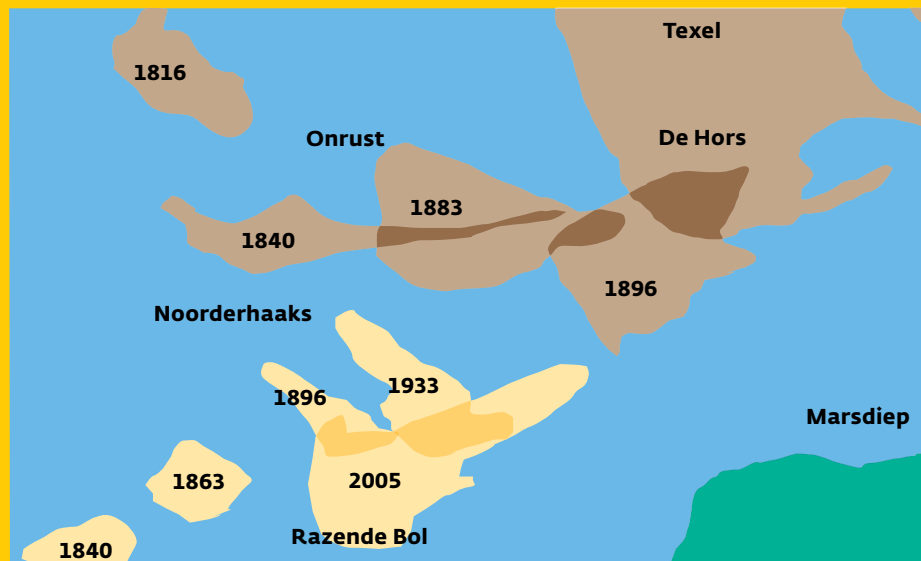 Texel
1816
Onrust
De Hors
1883
1840
1896
Noorderhaaks
1933
1896
Marsdiep
1863
2005
Razende Bol
1840